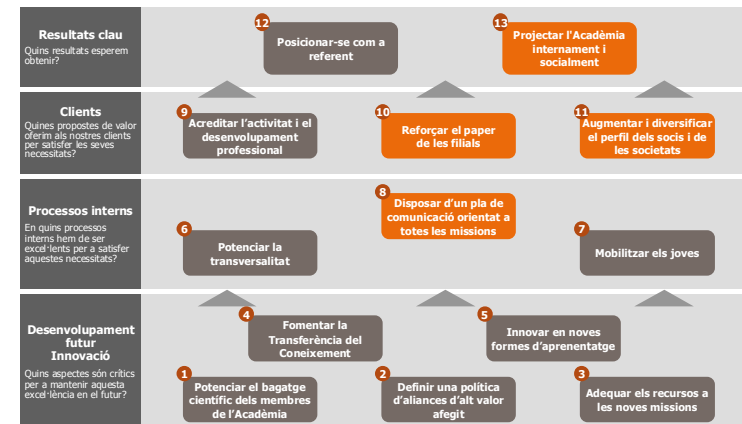 Resultats clau
Quins resultats esperem
obtenir?
12
Posicionar-se com a
referent
13
Projectar l'Acadèmia
internament i
socialment
Clients
Quines propostes de valor
oferim als nostres clients
per satisfer les seves
necessitats?
9
Acreditar l’activitat i el
desenvolupament
professional
10
Reforçar el paper
de les filials
11
Augmentar i diversificar
el perfil dels socis i de
les societats
Processos interns
En quins processos
interns hem de ser
excel·lents per a satisfer
aquestes necessitats?
6
Potenciar la
transversalitat
8
Disposar d’un pla de
comunicació orientat a
totes les missions
7
Mobilitzar els joves
Desenvolupament
futur
Innovació
Quins aspectes són crítics
per a mantenir aquesta
excel·lència en el futur?
4
Fomentar la
Transferència del
Coneixement
5
Innovar en noves
formes d’aprenentatge
1
Potenciar el bagatge
científic dels membres
de l’Acadèmia
2
Definir una política
d’aliances d’alt valor
afegit
3
Adequar els recursos a
les noves missions